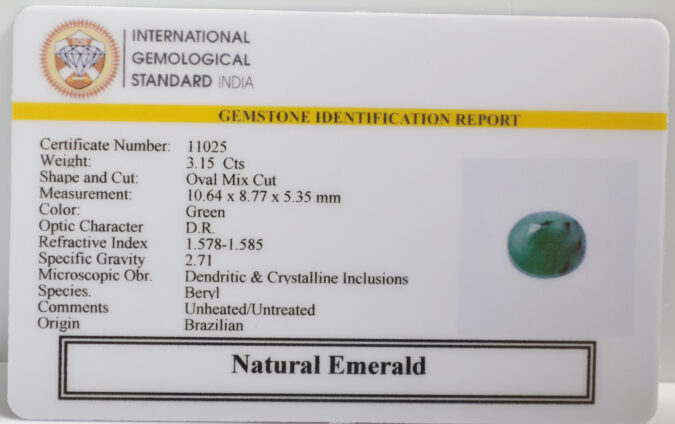 INTERNATIONAL
GEMOLOGICAL
STANDARD INDIA
GEMSTONE IDENTIFICATION REPORT
Certificate Number: 11025
Weight: 3.15 Cts
Shape and Cut: Oval Mix Cut
Measurement: 10.64 x 8.77 x 5.35 mm
Color: Green
Optic Character D.R.
Refractive Index 1.578-1.585
Specific Gravity 2.71
Microscopic Obr. Dendritic & Crystalline Inclusions
Species. Beryl
Comments Unheated/Untreated
Origin Brazilian
Natural Emerald